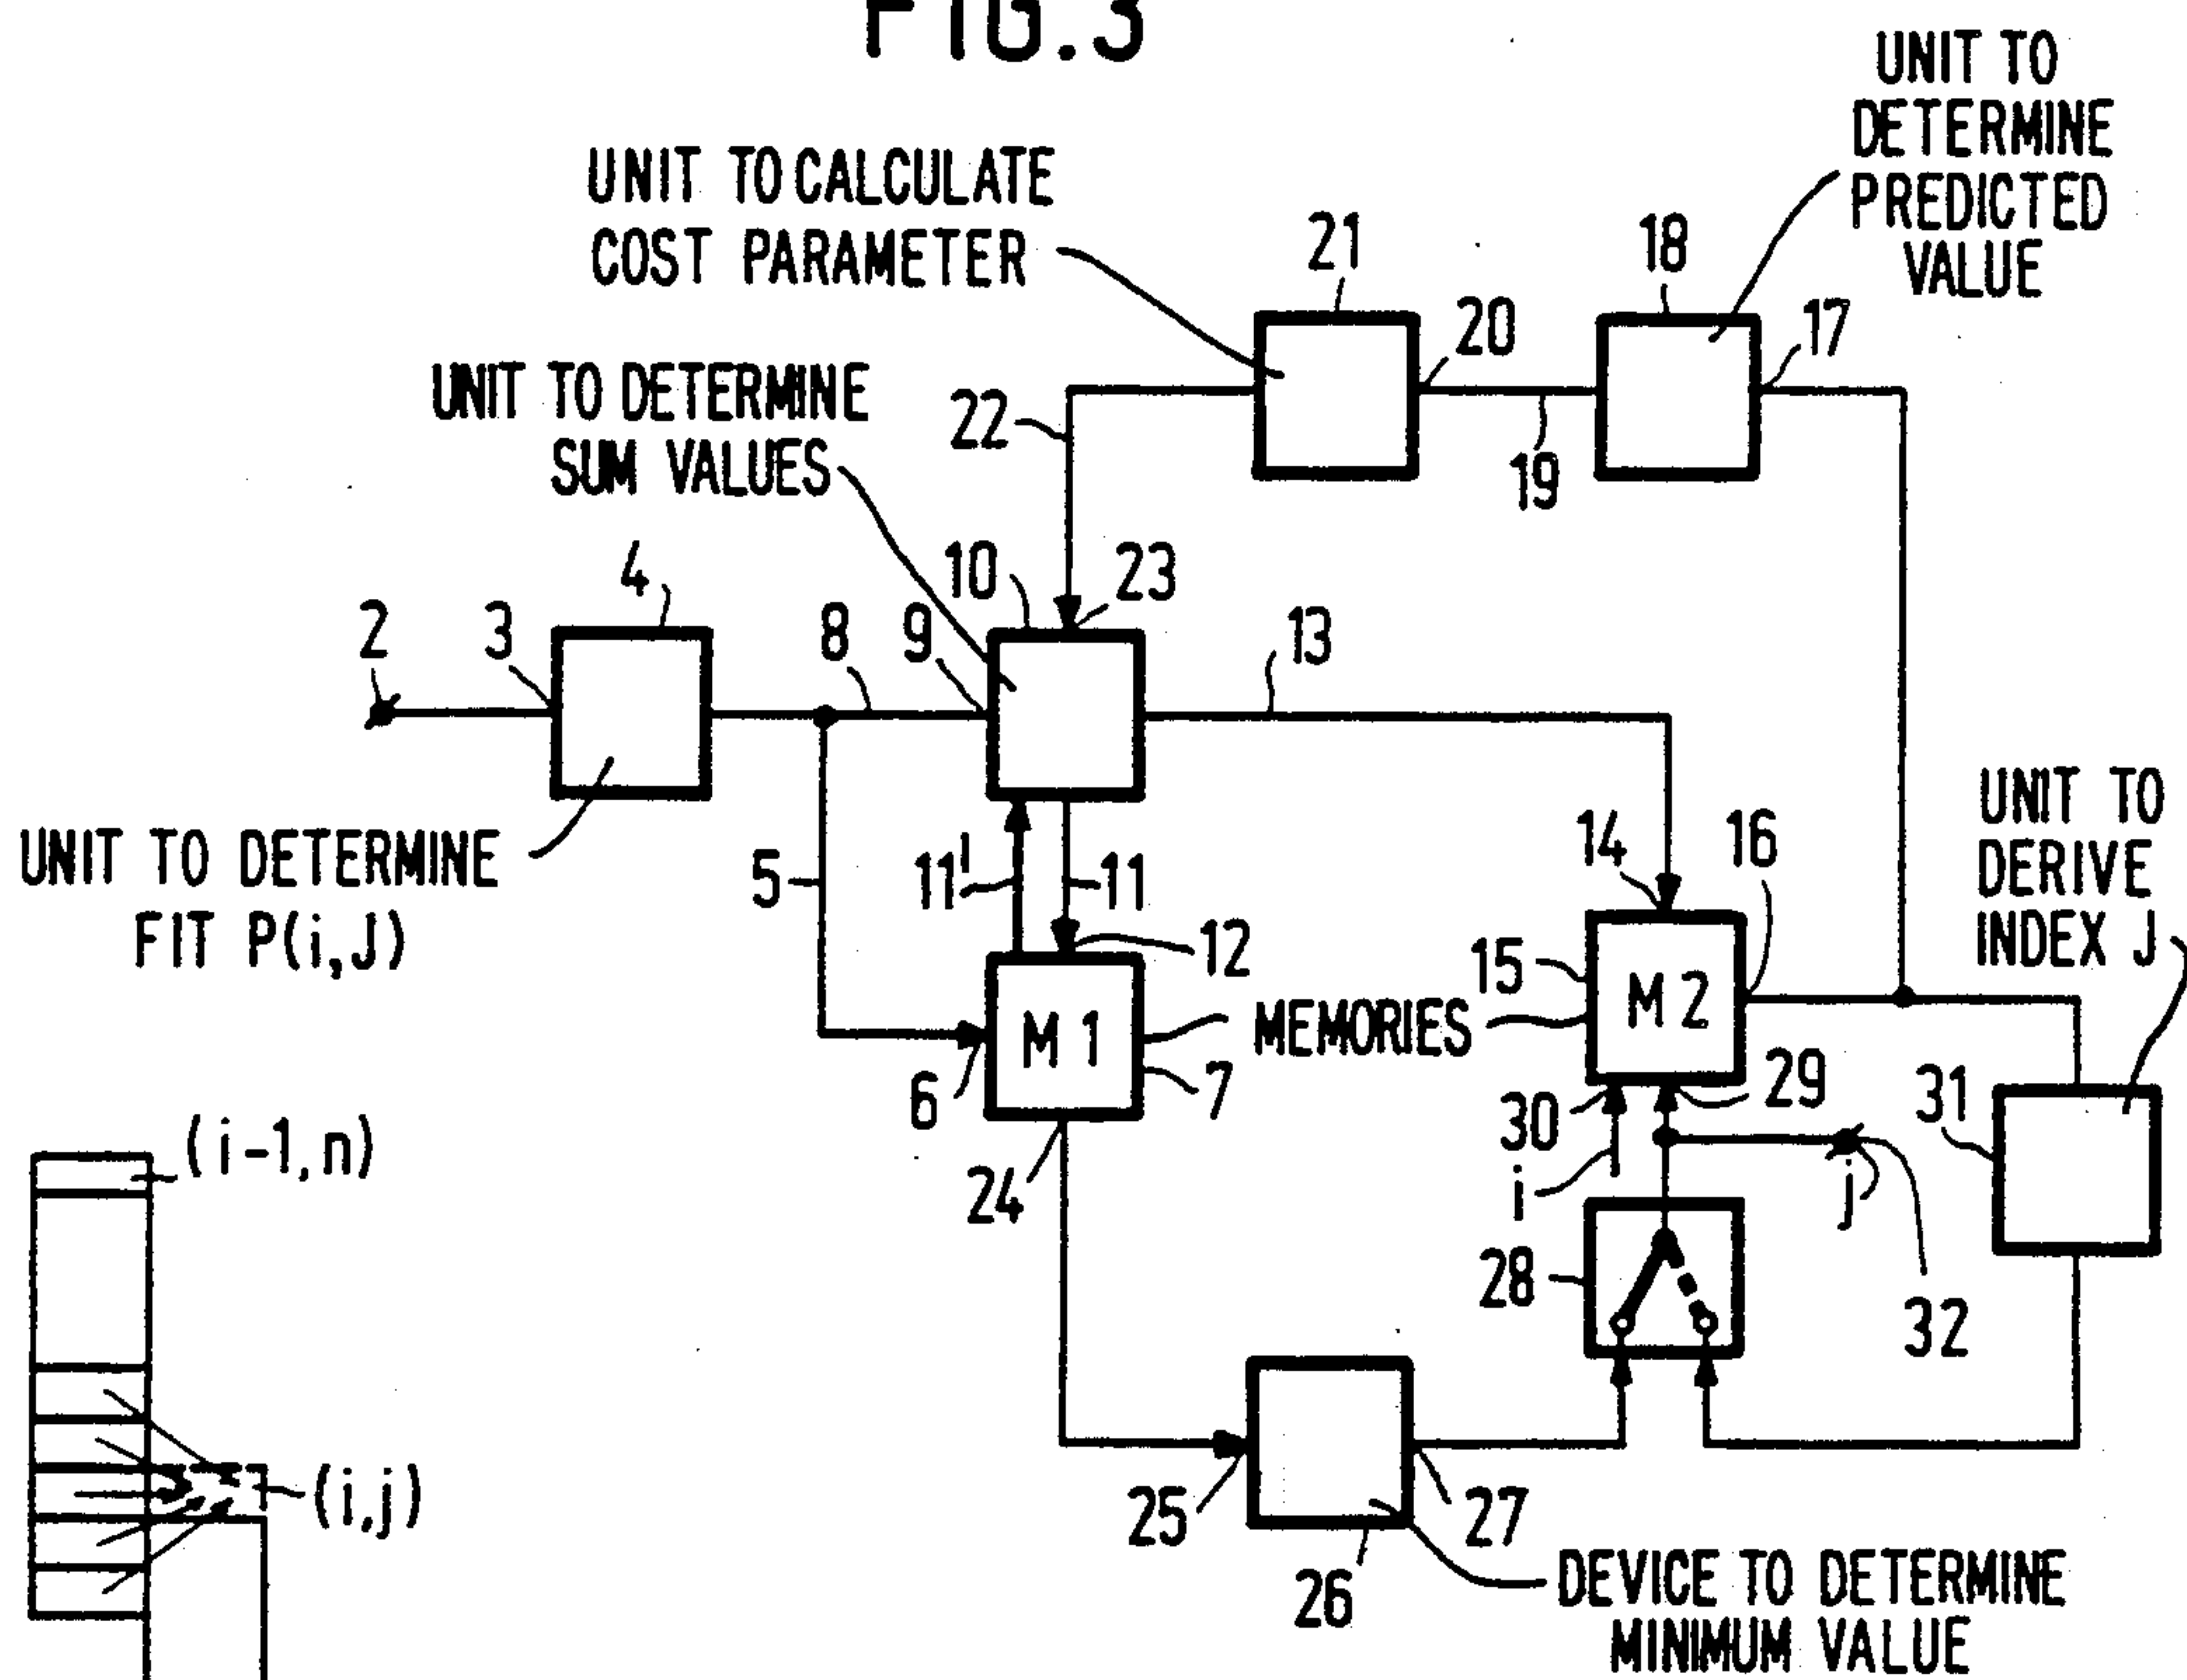 FIG.3
UNIT TO
DETERMINE
PREDICTED
VALUE
UNIT TO CALCULATE
COST PARAMETER
21
18
20
17
UNIT TO DETERMINE
SUM VALUES
22
19
10
23
4
2
3
8
9
13
UNIT TO DETERMINE
FIT P(i,J)
5
11'
11
12
14
16
UNIT TO
DERIVE
INDEX J
15
M 1
MEMORIES
M 2
6
7
29
30
31
24
i
j
28
32
(i-1,n)
(i,j)
25
27
26
DEVICE TO DETERMINE
MINIMUM VALUE